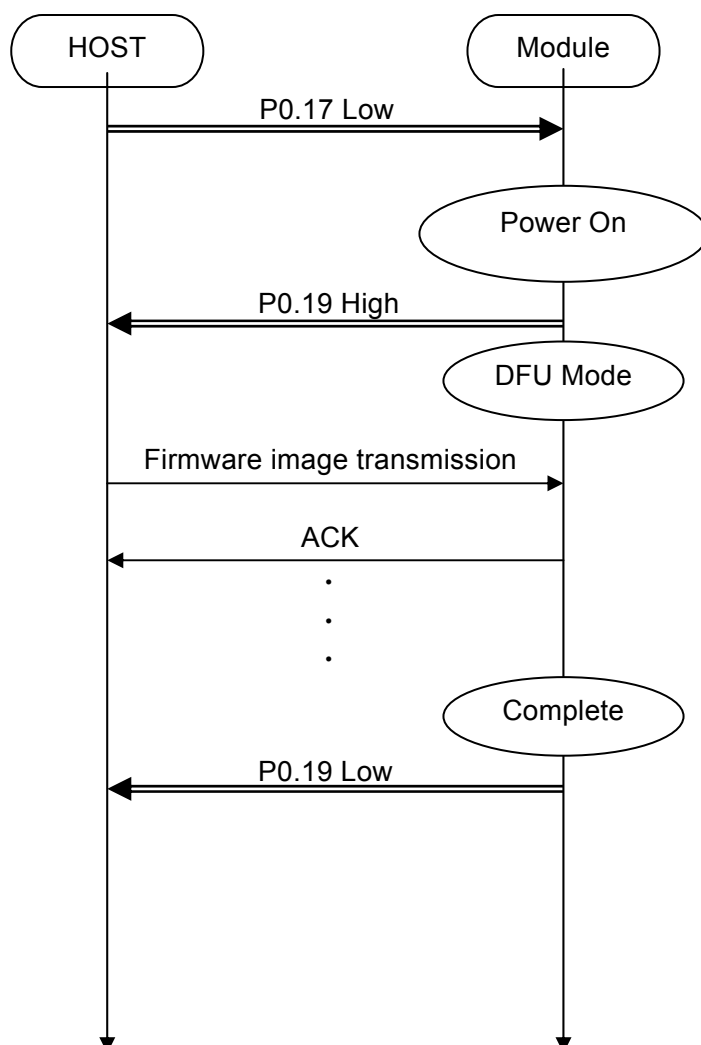 HOST
Module
P0.17 Low
Power On
P0.19 High
DFU Mode
Firmware image transmission
ACK
Complete
P0.19 Low